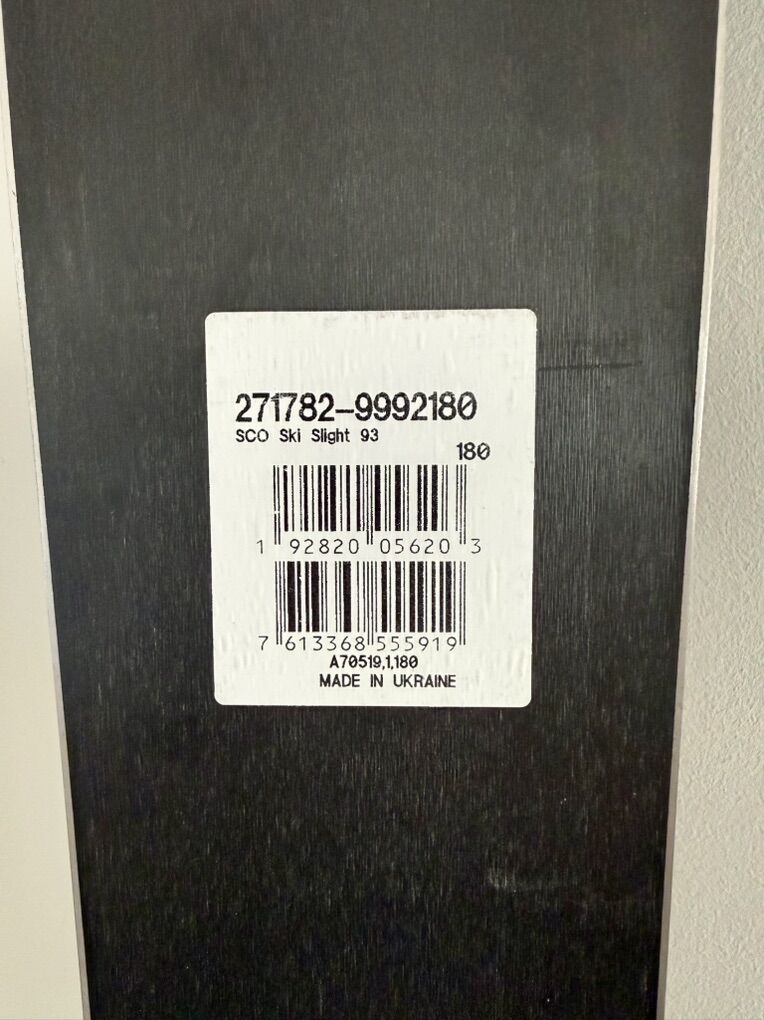 271782-9992180
SCO Ski Slight 93
180
1 92820 05620 3
7 613368 555919
A70519,1,180
MADE IN UKRAINE